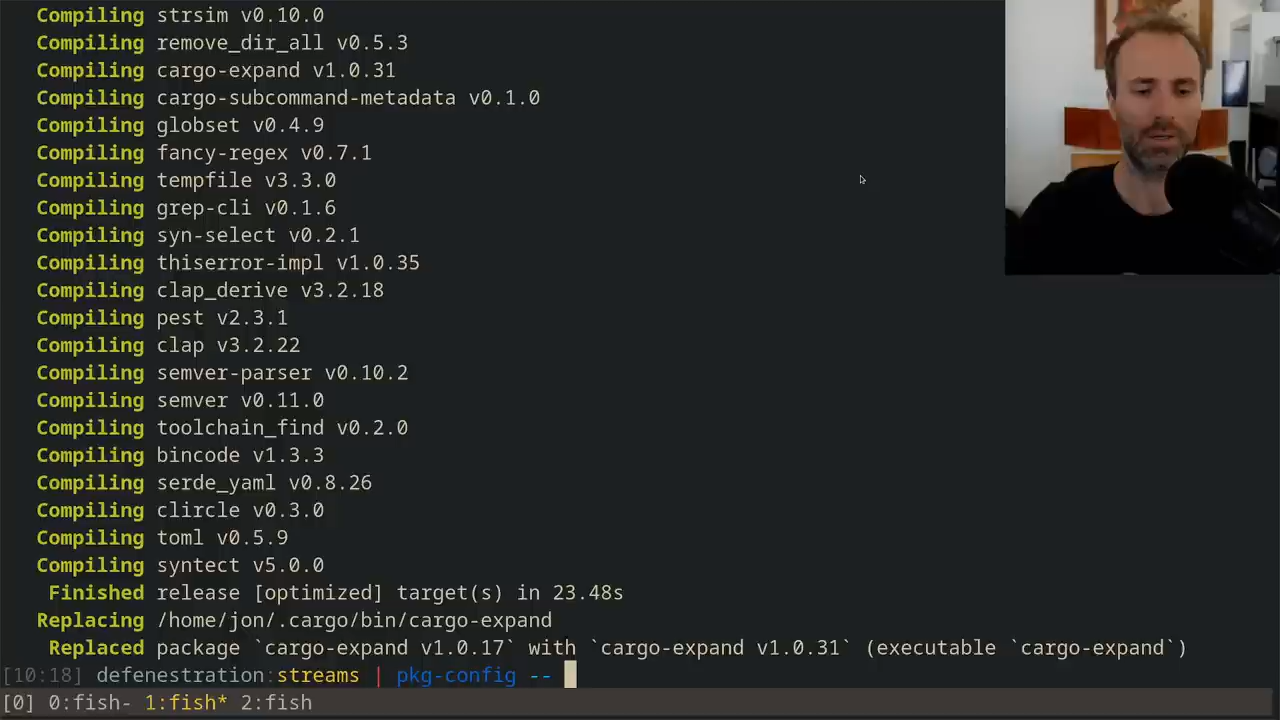 Compiling strsim v0.10.0
Compiling remove_dir_all v0.5.3
Compiling cargo-expand v1.0.31
Compiling cargo-subcommand-metadata v0.1.0
Compiling globset v0.4.9
Compiling fancy-regex v0.7.1
Compiling tempfile v3.3.0
Compiling grep-cli v0.1.6
Compiling syn-select v0.2.1
Compiling thiserror-impl v1.0.35
Compiling clap_derive v3.2.18
Compiling pest v2.3.1
Compiling clap v3.2.22
Compiling semver-parser v0.10.2
Compiling semver v0.11.0
Compiling toolchain_find v0.2.0
Compiling bincode v1.3.3
Compiling serde_yaml v0.8.26
Compiling clircle v0.3.0
Compiling toml v0.5.9
Compiling syntect v5.0.0
Finished release [optimized] target(s) in 23.48s
Replacing /home/jon/.cargo/bin/cargo-expand
Replaced package `cargo-expand v1.0.17` with `cargo-expand v1.0.31` (executable `cargo-expand`)
[10:18] defenestration:streams | pkg-config --
[0] 0:fish- 1:fish* 2:fish